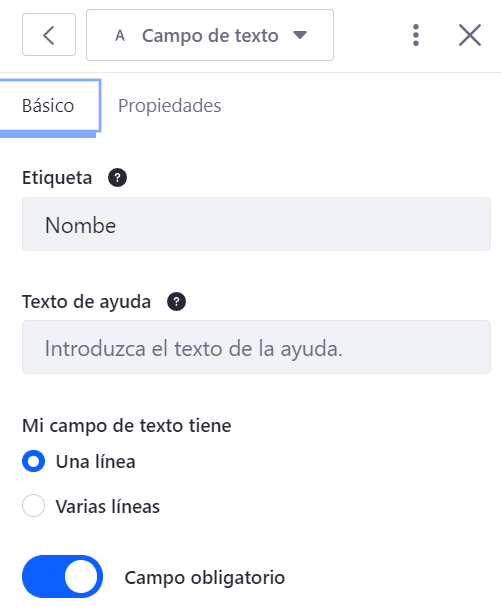 A Campo de texto
Básico Propiedades
Etiqueta ?
Nombe
Texto de ayuda ?
Introduzca el texto de la ayuda.
Mi campo de texto tiene
Una línea
Varias líneas
Campo obligatorio